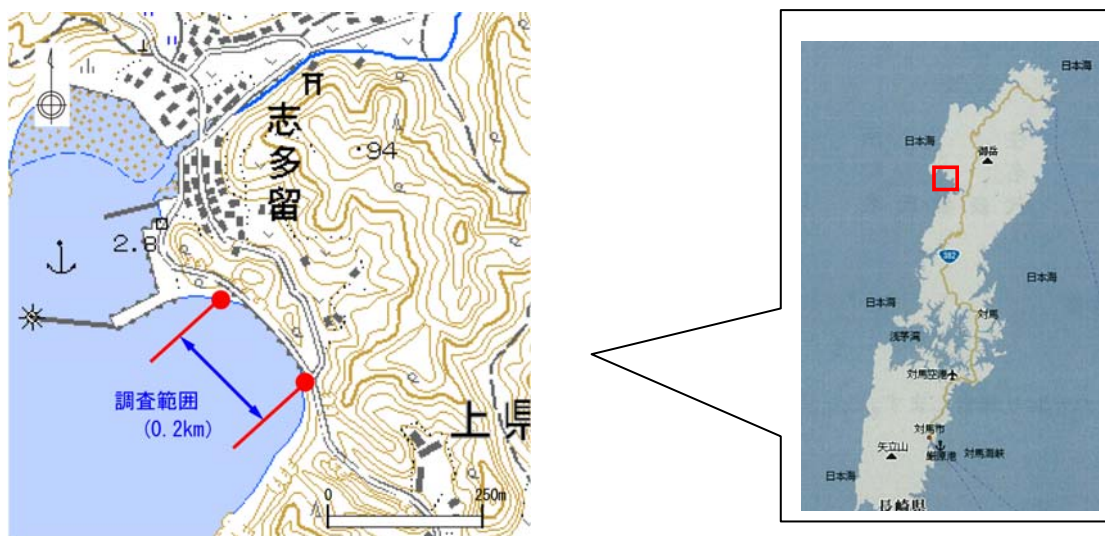 志多留
94
2.8
調査範囲
(0.2km)
上県
0
250m
日本海
日本海
御岳
382
日本海
日本海
対馬
浅茅湾
対馬空港
対馬市
厳原港
対馬海峡
矢立山
日本海
長崎県